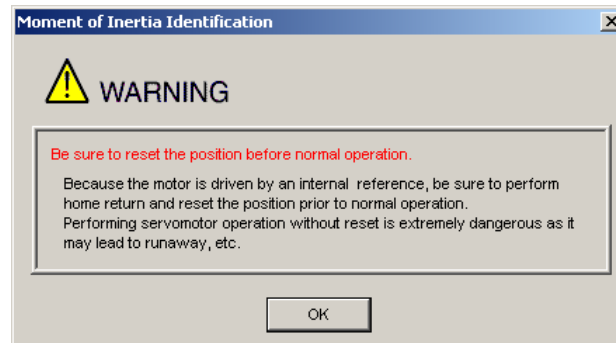 Moment of Inertia Identification
WARNING
Be sure to reset the position before normal operation.
Because the motor is driven by an internal reference, be sure to perform
home return and reset the position prior to normal operation.
Performing servomotor operation without reset is extremely dangerous as it
may lead to runaway, etc.
OK